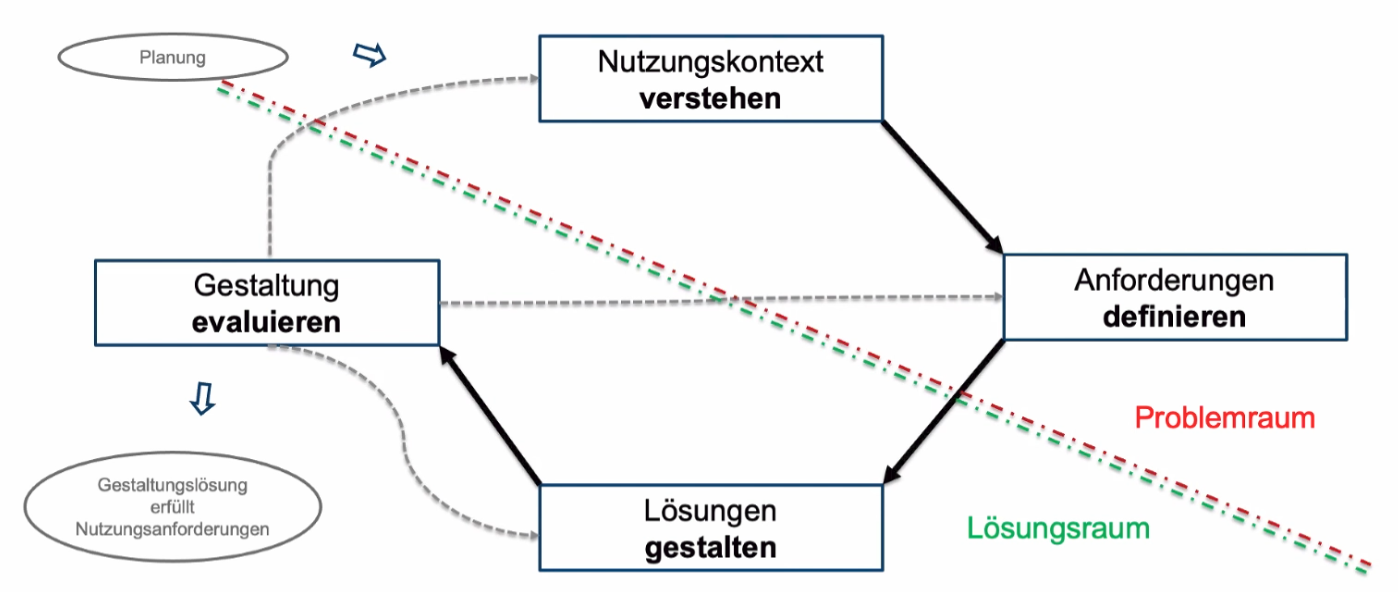 Planung
Nutzungskontext
verstehen
Gestaltung
evaluieren
Anforderungen
definieren
Problemraum
Gestaltungslösung
erfüllt
Nutzungsanforderungen
Lösungen
gestalten
Lösungsraum